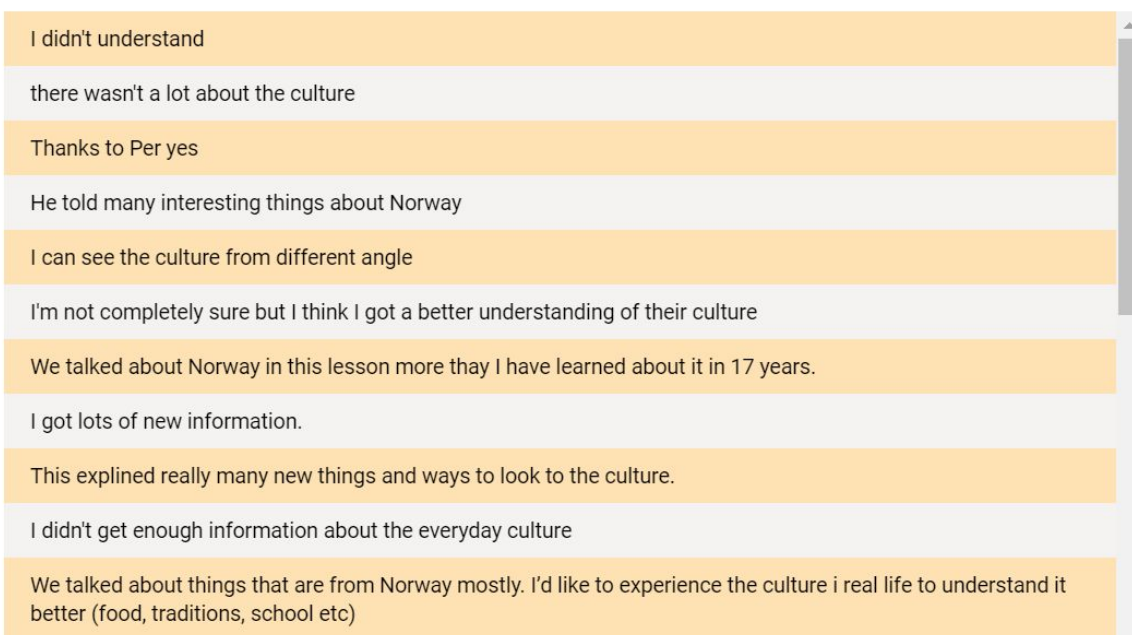 I didn't understand
there wasn't a lot about the culture
Thanks to Per yes
He told many interesting things about Norway
I can see the culture from different angle
I'm not completely sure but I think I got a better understanding of their culture
We talked about Norway in this lesson more thay I have learned about it in 17 years.
I got lots of new information.
This explined really many new things and ways to look to the culture.
I didn't get enough information about the everyday culture
We talked about things that are from Norway mostly. I’d like to experience the culture i real life to understand it
better (food, traditions, school etc)